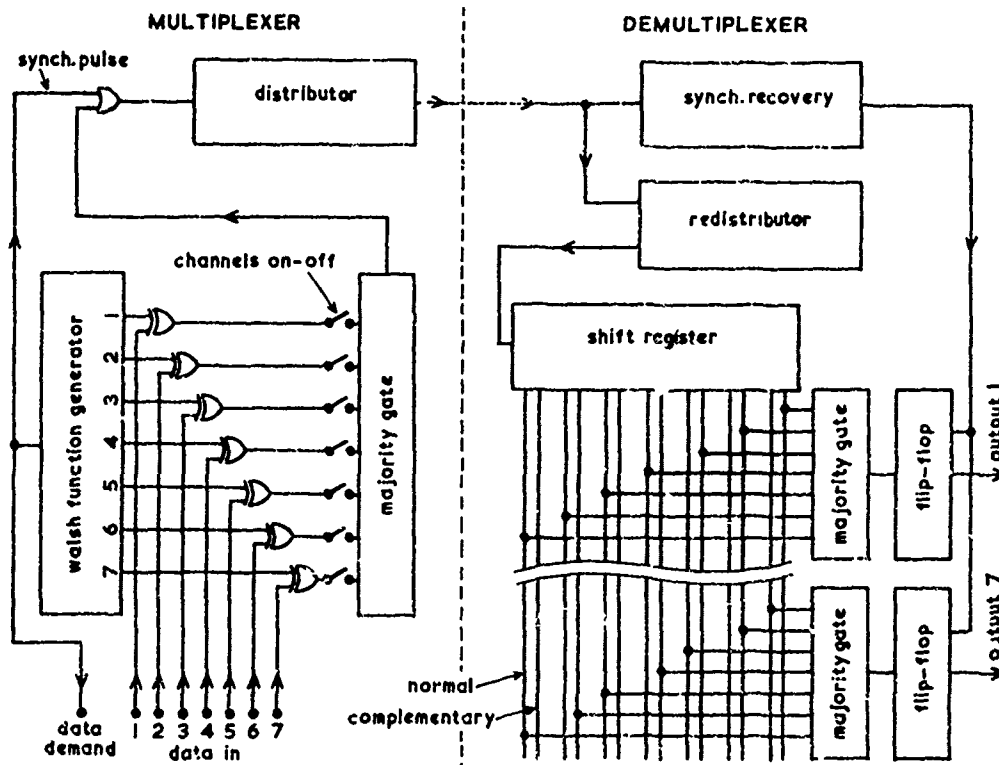 MULTIPLEXER
DEMULTIPLEXER
synch.pulse
distributor
synch.recovery
redistributor
channels on-off
walsh function generator
1
2
3
4
5
6
7
majority gate
shift register
majority gate
flip-flop
output 1
majority gate
flip-flop
output 7
normal
complementary
data
demand
1 2 3 4 5 6 7
data in